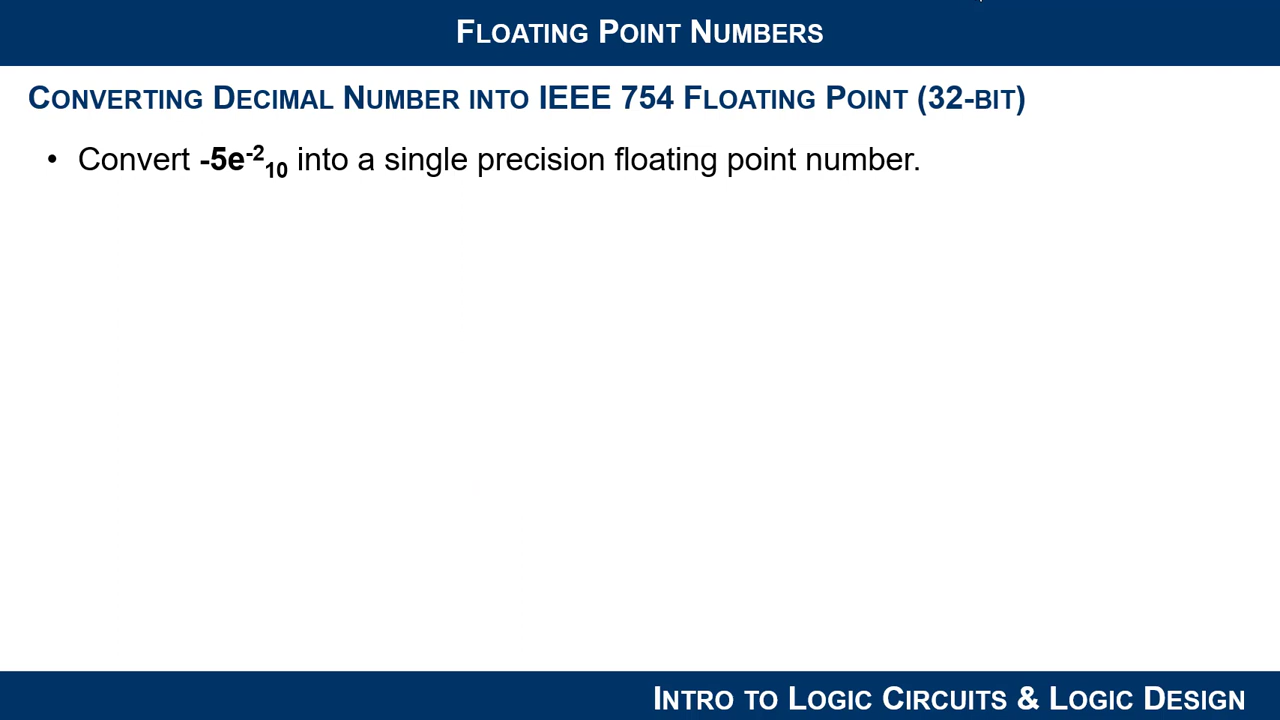 FLOATING POINT NUMBERS
CONVERTING DECIMAL NUMBER INTO IEEE 754 FLOATING POINT (32-BIT)
• Convert -5e⁻²₁₀ into a single precision floating point number.
INTRO TO LOGIC CIRCUITS & LOGIC DESIGN